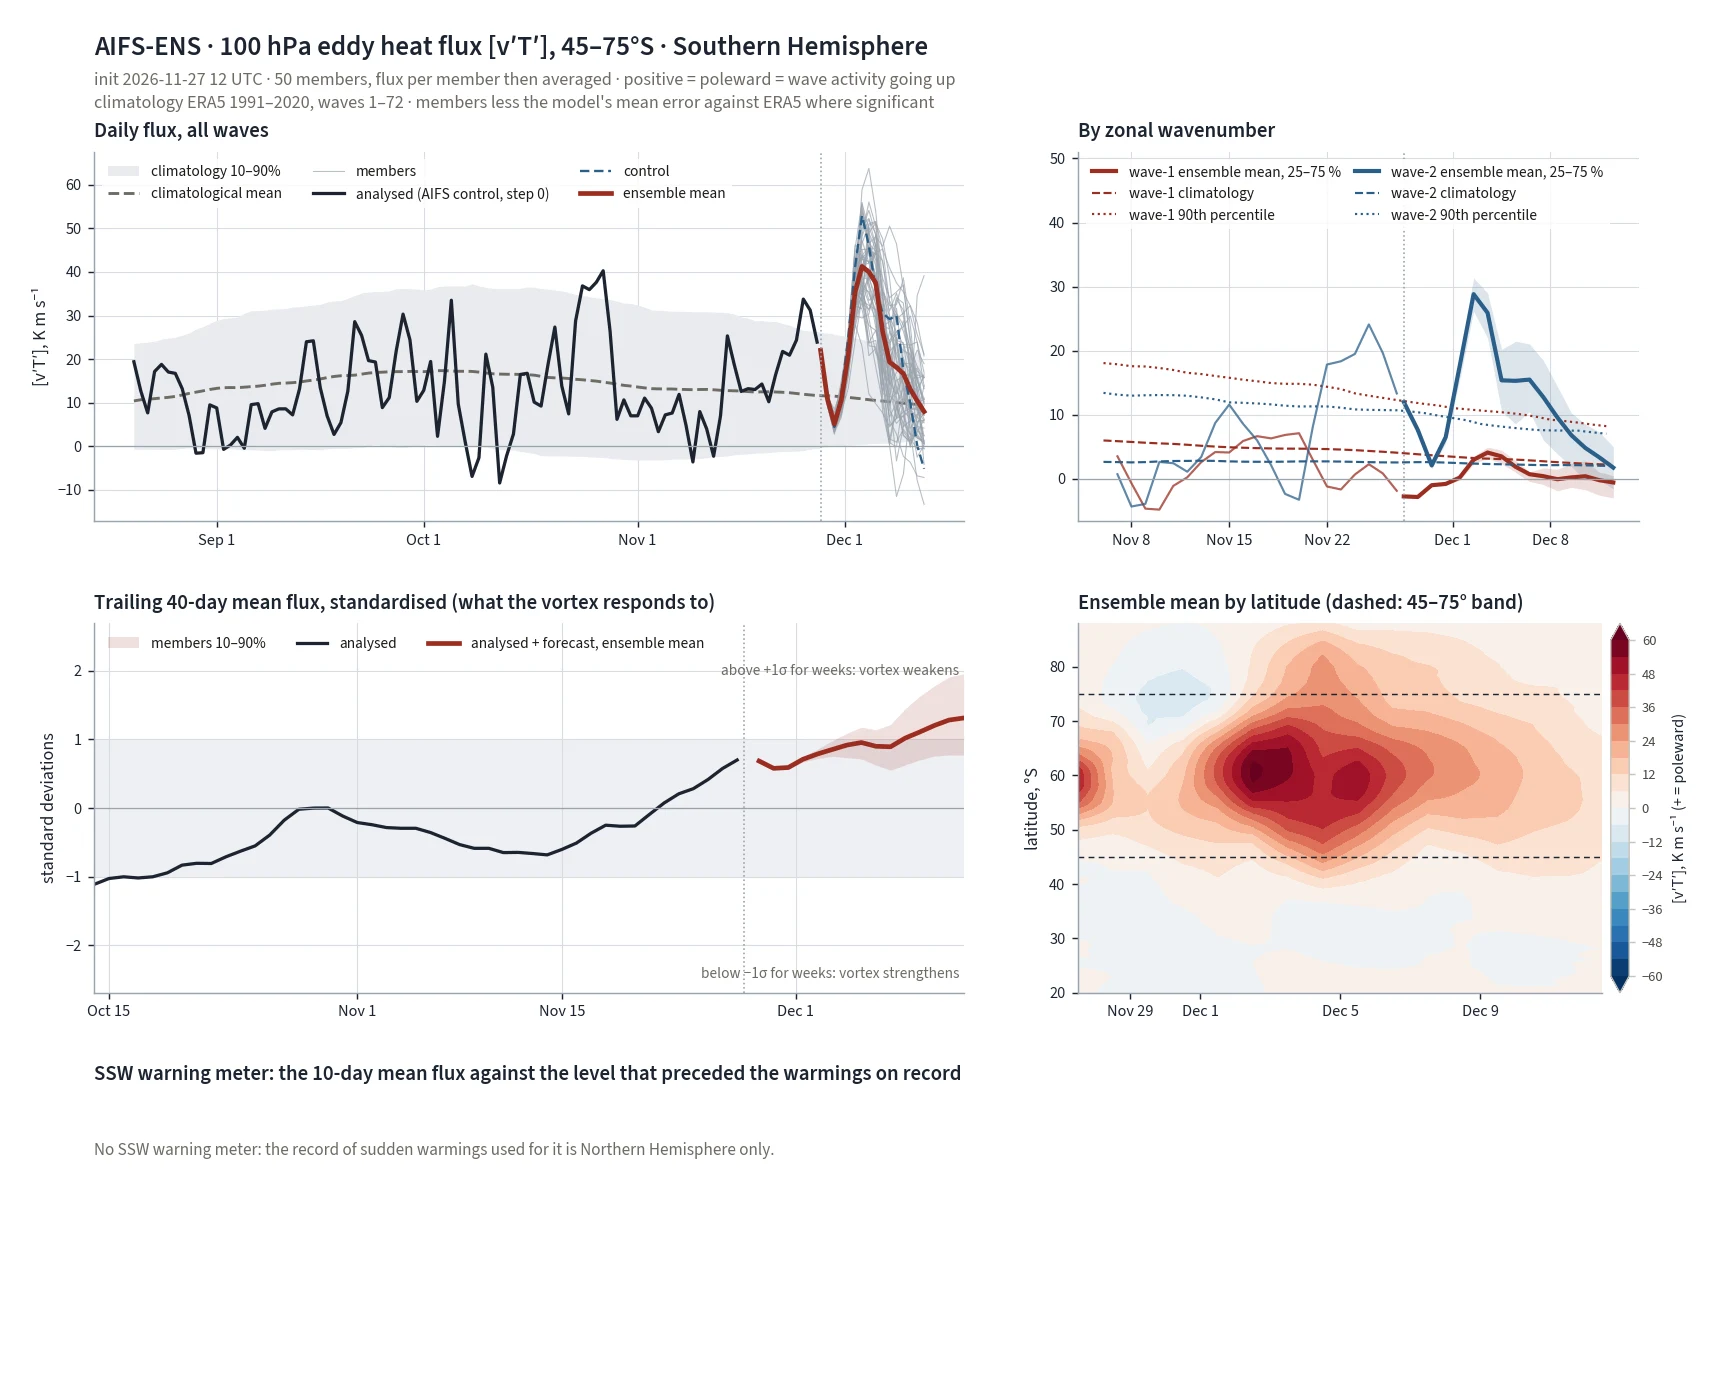 AIFS-ENS · 100 hPa eddy heat flux [v′T′], 45–75°S · Southern Hemisphere
init 2026-11-27 12 UTC · 50 members, flux per member then averaged · positive = poleward = wave activity going up
climatology ERA5 1991–2020, waves 1–72 · members less the model's mean error against ERA5 where significant
Daily flux, all waves
climatology 10–90%
members
control
climatological mean
analysed (AIFS control, step 0)
ensemble mean
[v′T′], K m s⁻¹
60
50
40
30
20
10
0
−10
Sep 1
Oct 1
Nov 1
Dec 1
By zonal wavenumber
wave-1 ensemble mean, 25–75 %
wave-2 ensemble mean, 25–75 %
wave-1 climatology
wave-2 climatology
wave-1 90th percentile
wave-2 90th percentile
50
40
30
20
10
0
Nov 8
Nov 15
Nov 22
Dec 1
Dec 8
Trailing 40-day mean flux, standardised (what the vortex responds to)
members 10–90%
analysed
analysed + forecast, ensemble mean
above +1σ for weeks: vortex weakens
below −1σ for weeks: vortex strengthens
standard deviations
2
1
0
−1
−2
Oct 15
Nov 1
Nov 15
Dec 1
Ensemble mean by latitude (dashed: 45–75° band)
latitude, °S
80
70
60
50
40
30
20
Nov 29
Dec 1
Dec 5
Dec 9
60
48
36
24
12
0
−12
−24
−36
−48
−60
[v′T′], K m s⁻¹ (+ = poleward)
SSW warning meter: the 10-day mean flux against the level that preceded the warmings on record
No SSW warning meter: the record of sudden warmings used for it is Northern Hemisphere only.